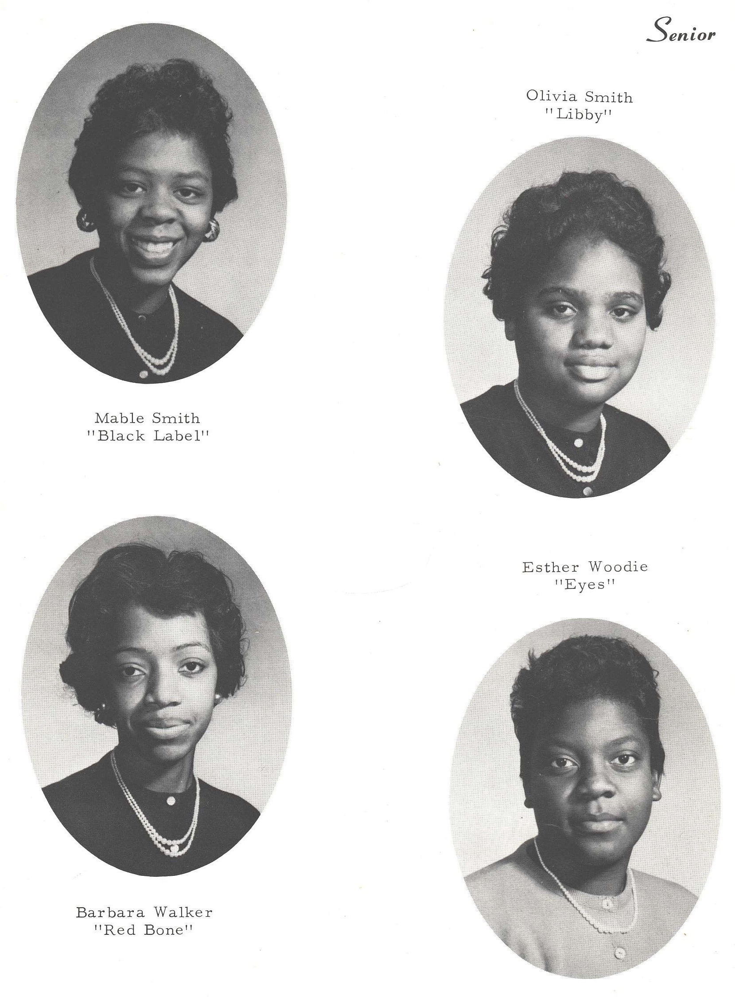 Senior
Mable Smith
"Black Label"
Olivia Smith
"Libby"
Barbara Walker
"Red Bone"
Esther Woodie
"Eyes"